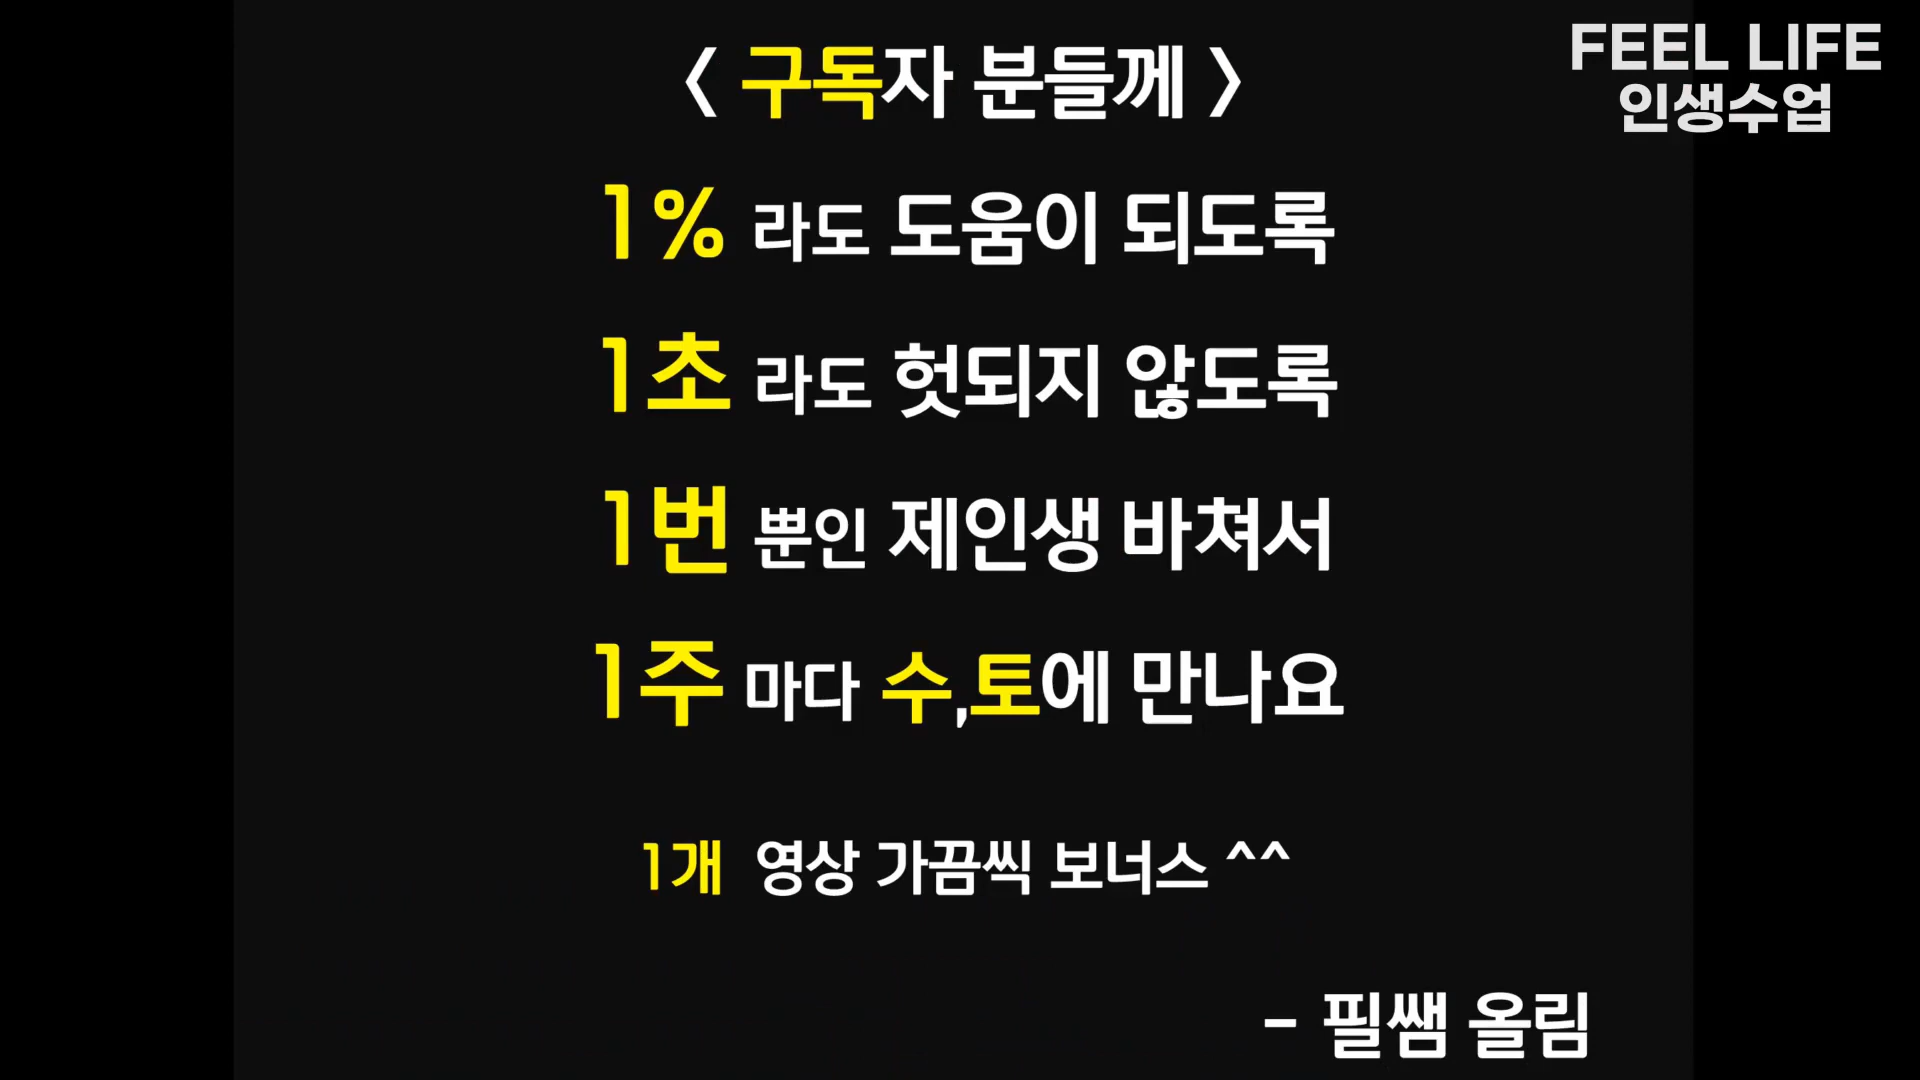 〈 구독자 분들께 〉
FEEL LIFE
인생수업
1% 라도 도움이 되도록
1초 라도 헛되지 않도록
1번 뿐인 제인생 바쳐서
1주 마다 수,토에 만나요
1개 영상 가끔씩 보너스 ^^
- 필쌤 올림